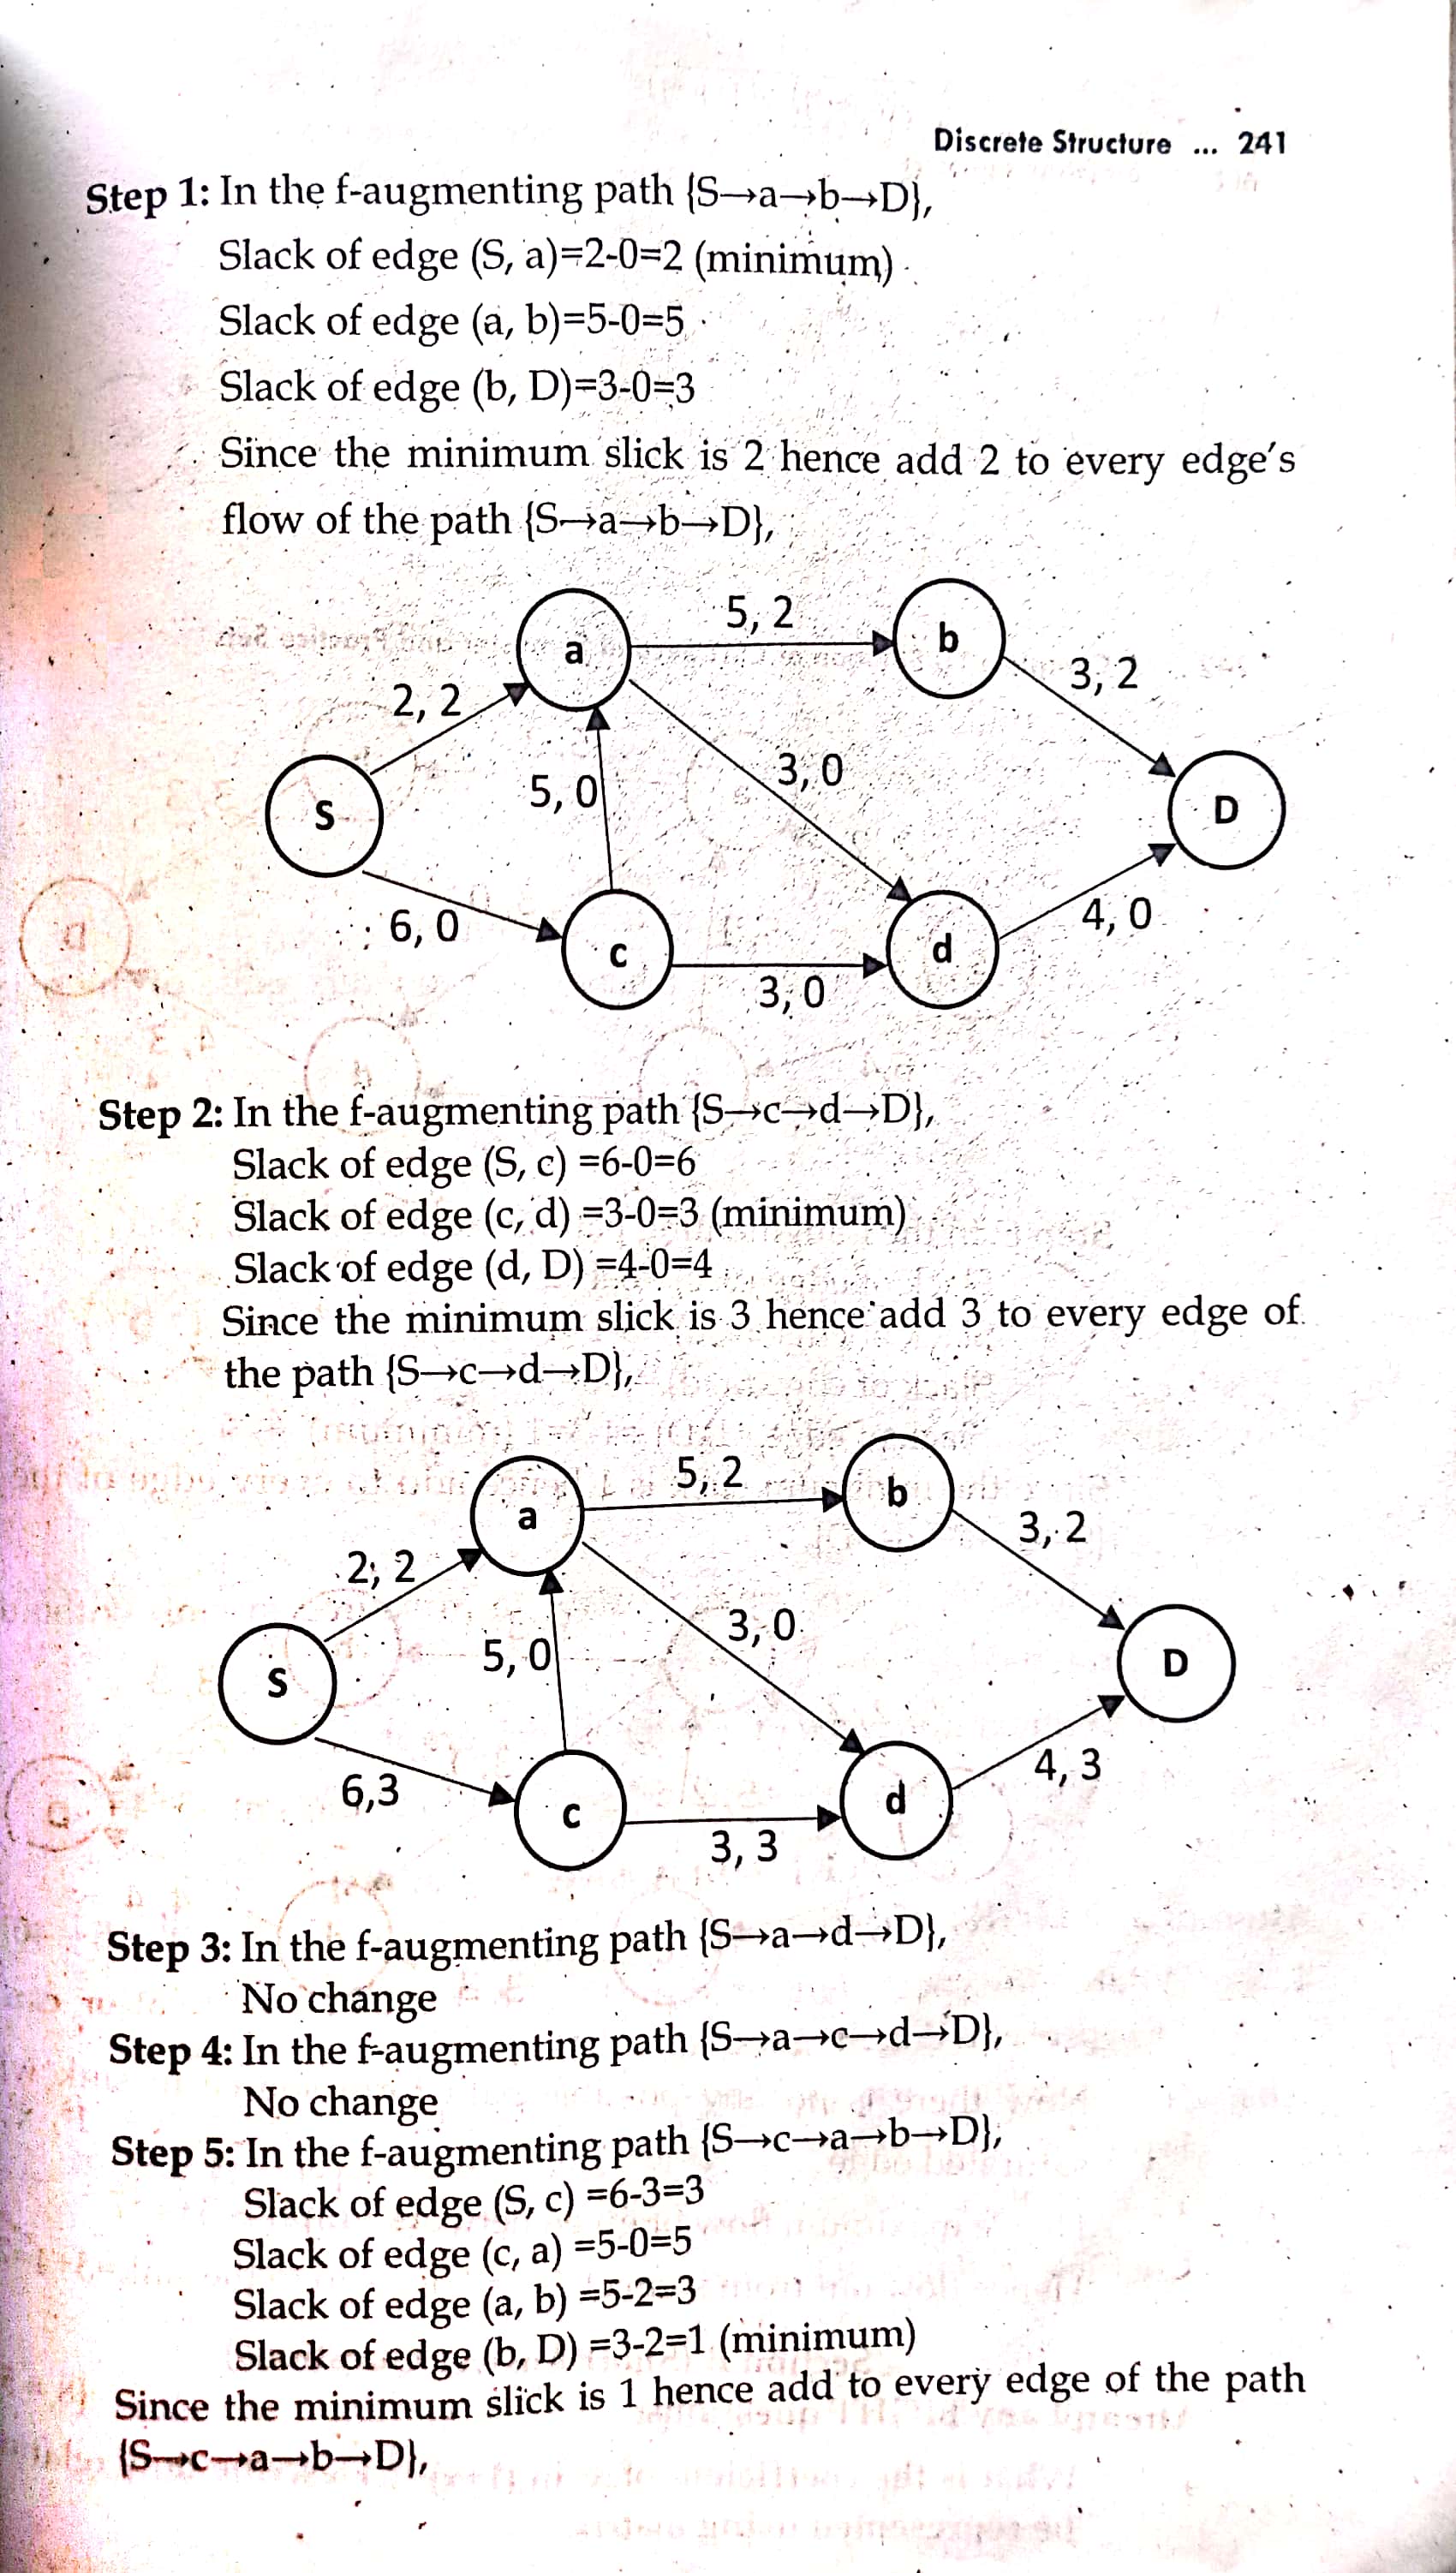 Discrete Structure ... 241
Step 1: In the f-augmenting path {S→a→b→D},
Slack of edge (S, a)=2-0=2 (minimum)
Slack of edge (a, b)=5-0=5
Slack of edge (b, D)=3-0=3
Since the minimum slick is 2 hence add 2 to every edge's
flow of the path {S→a→b→D},
5, 2
a
b
3, 2
2, 2
3, 0
5, 0
S
D
6, 0
4, 0
c
d
3, 0
Step 2: In the f-augmenting path {S→c→d→D},
Slack of edge (S, c) =6-0=6
Slack of edge (c, d) =3-0=3 (minimum)
Slack of edge (d, D) =4-0=4
Since the minimum slick is 3 hence add 3 to every edge of
the path {S→c→d→D},
5, 2
a
b
3, 2
2, 2
3, 0
5, 0
S
D
6,3
4, 3
c
d
3, 3
Step 3: In the f-augmenting path {S→a→d→D},
No change
Step 4: In the f-augmenting path {S→a→c→d→D},
No change
Step 5: In the f-augmenting path {S→c→a→b→D},
Slack of edge (S, c) =6-3=3
Slack of edge (c, a) =5-0=5
Slack of edge (a, b) =5-2=3
Slack of edge (b, D) =3-2=1 (minimum)
Since the minimum slick is 1 hence add to every edge of the path
{S→c→a→b→D},